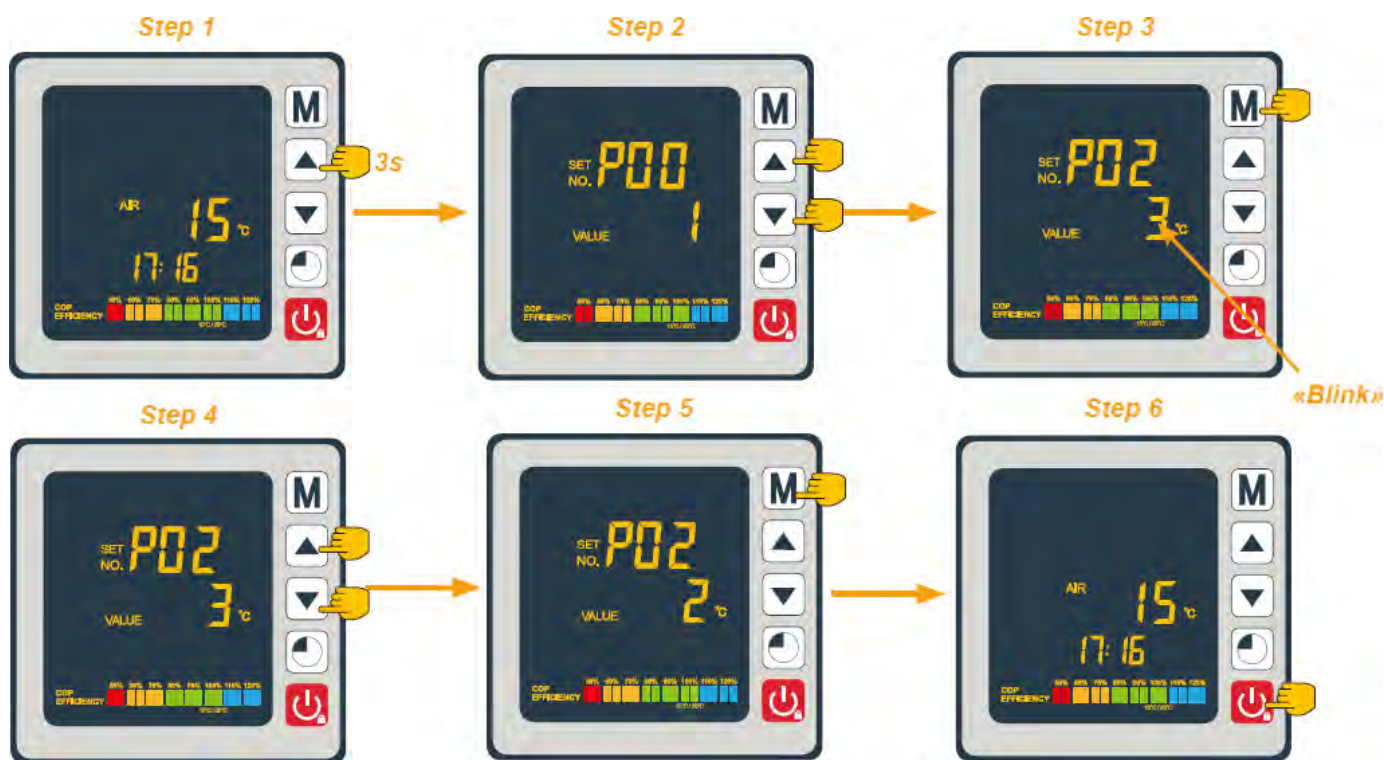 Step 1
M
3s
AIR 15 °C
17:16
COP
EFFICIENCY
Step 2
M
SET
NO. P00
VALUE 1
COP
EFFICIENCY
Step 3
M
SET
NO. P02
VALUE 3 °C
COP
EFFICIENCY
«Blink»
Step 4
M
SET
NO. P02
VALUE 3 °C
COP
EFFICIENCY
Step 5
M
SET
NO. P02
VALUE 2 °C
COP
EFFICIENCY
Step 6
M
AIR 15 °C
17:16
COP
EFFICIENCY